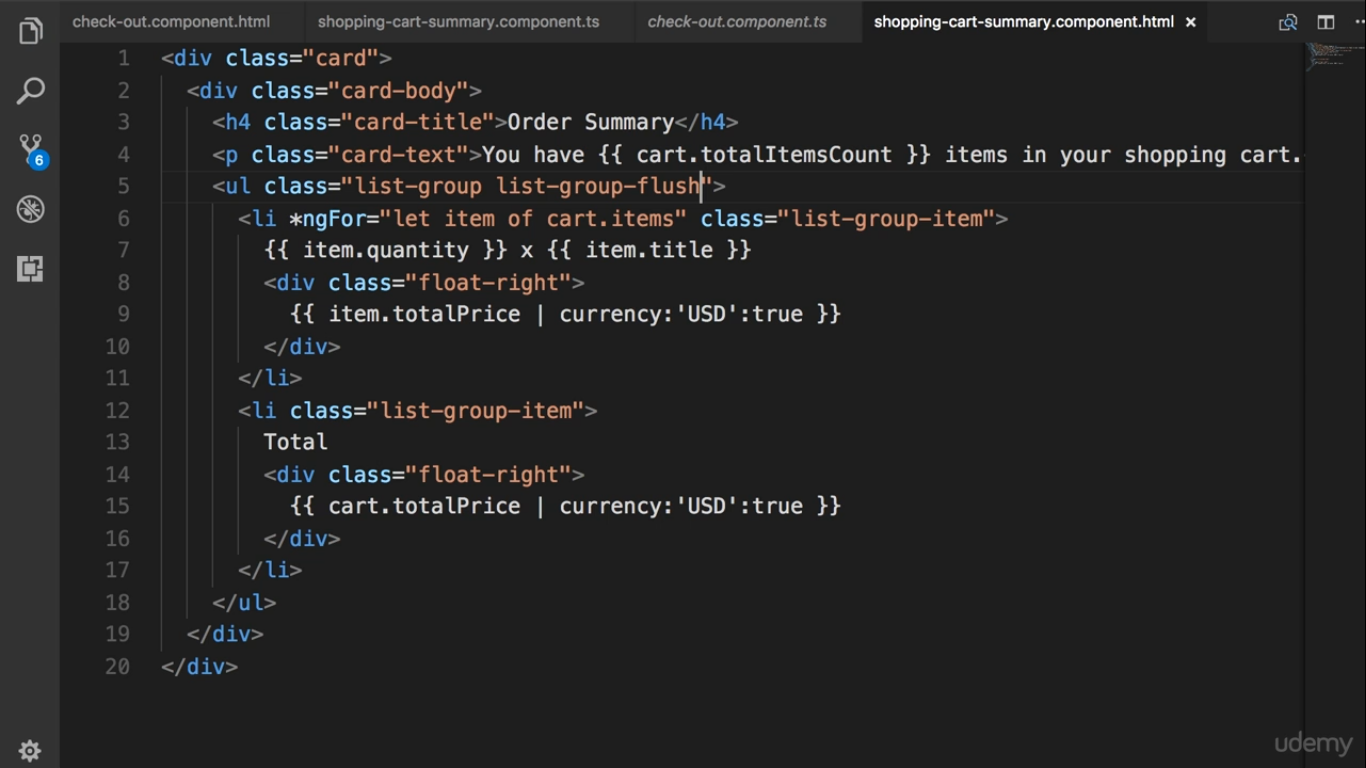 check-out.component.html shopping-cart-summary.component.ts check-out.component.ts shopping-cart-summary.component.html ×
6
1 <div class="card">
2 <div class="card-body">
3 <h4 class="card-title">Order Summary</h4>
4 <p class="card-text">You have {{ cart.totalItemsCount }} items in your shopping cart.
5 <ul class="list-group list-group-flush">
6 <li *ngFor="let item of cart.items" class="list-group-item">
7 {{ item.quantity }} x {{ item.title }}
8 <div class="float-right">
9 {{ item.totalPrice | currency:'USD':true }}
10 </div>
11 </li>
12 <li class="list-group-item">
13 Total
14 <div class="float-right">
15 {{ cart.totalPrice | currency:'USD':true }}
16 </div>
17 </li>
18 </ul>
19 </div>
20 </div>
udemy